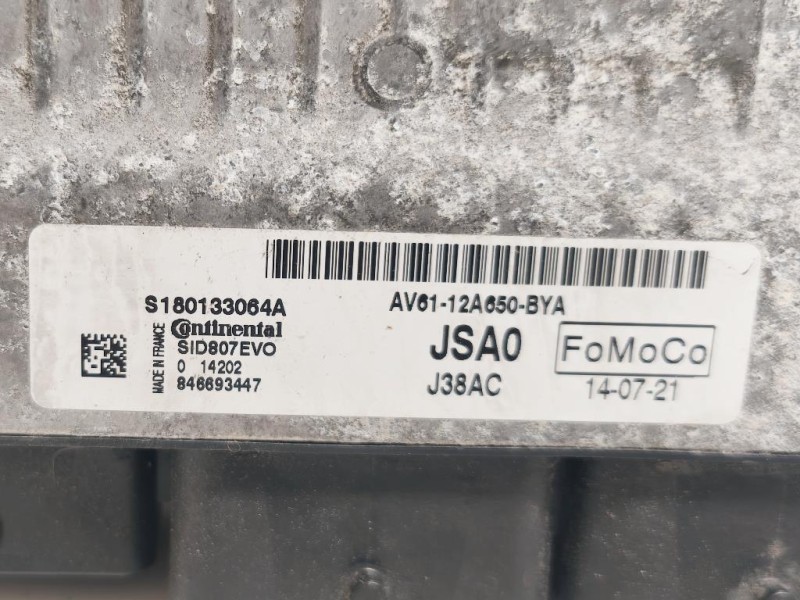 S180133064A
AV61-12A650-BYA
Continental
SID807EVO
0 14202
846693447
MADE IN FRANCE
JSA0
J38AC
FoMoCo
14-07-21